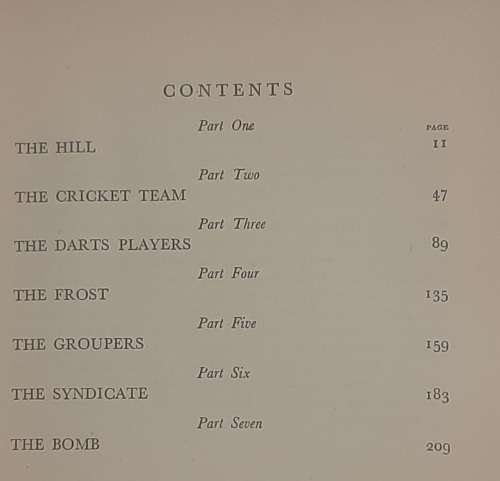 CONTENTS
Part One
PAGE
THE HILL 11
Part Two
THE CRICKET TEAM 47
Part Three
THE DARTS PLAYERS 89
Part Four
THE FROST 135
Part Five
THE GROUPERS 159
Part Six
THE SYNDICATE 183
Part Seven
THE BOMB 209